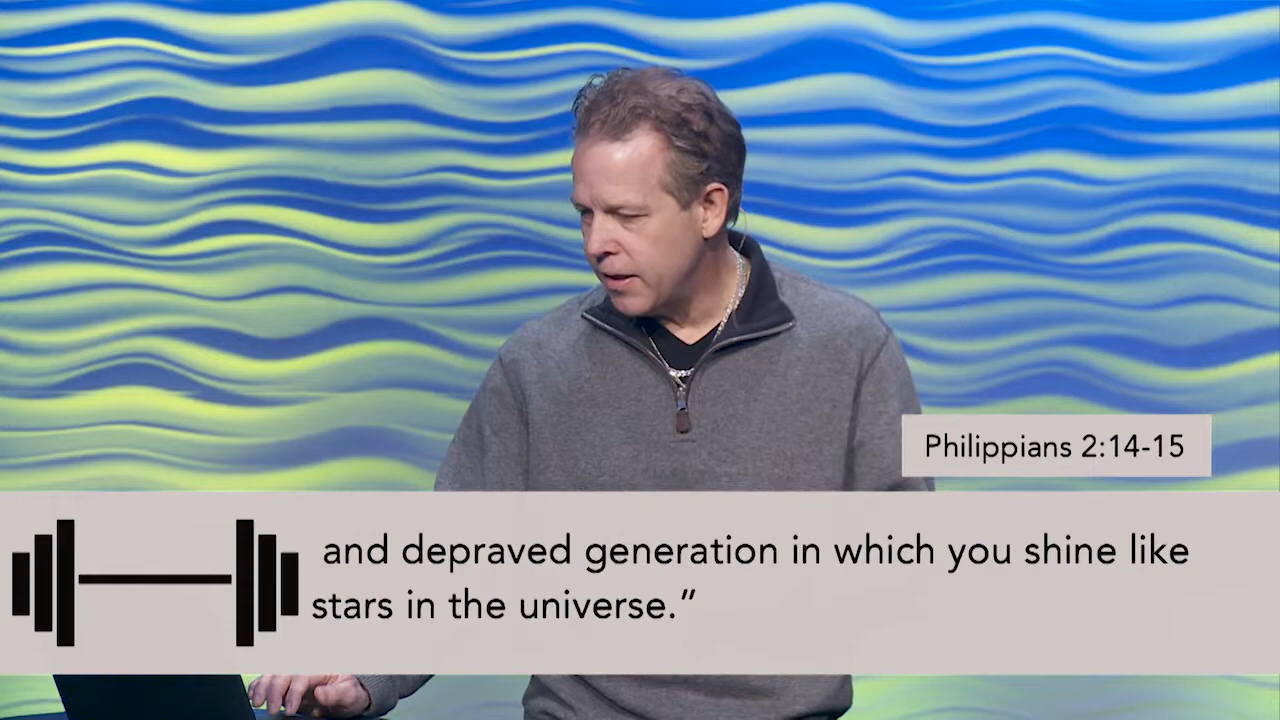 Philippians 2:14-15
and depraved generation in which you shine like
stars in the universe.”